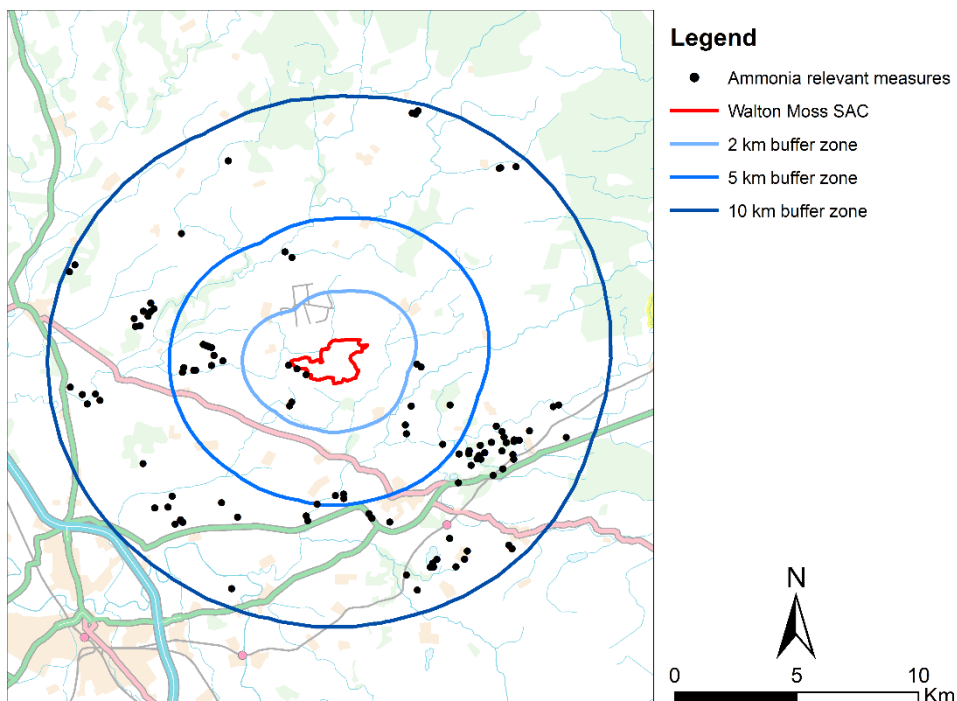 Legend
Ammonia relevant measures
Walton Moss SAC
2 km buffer zone
5 km buffer zone
10 km buffer zone
N
0 5 10
Km